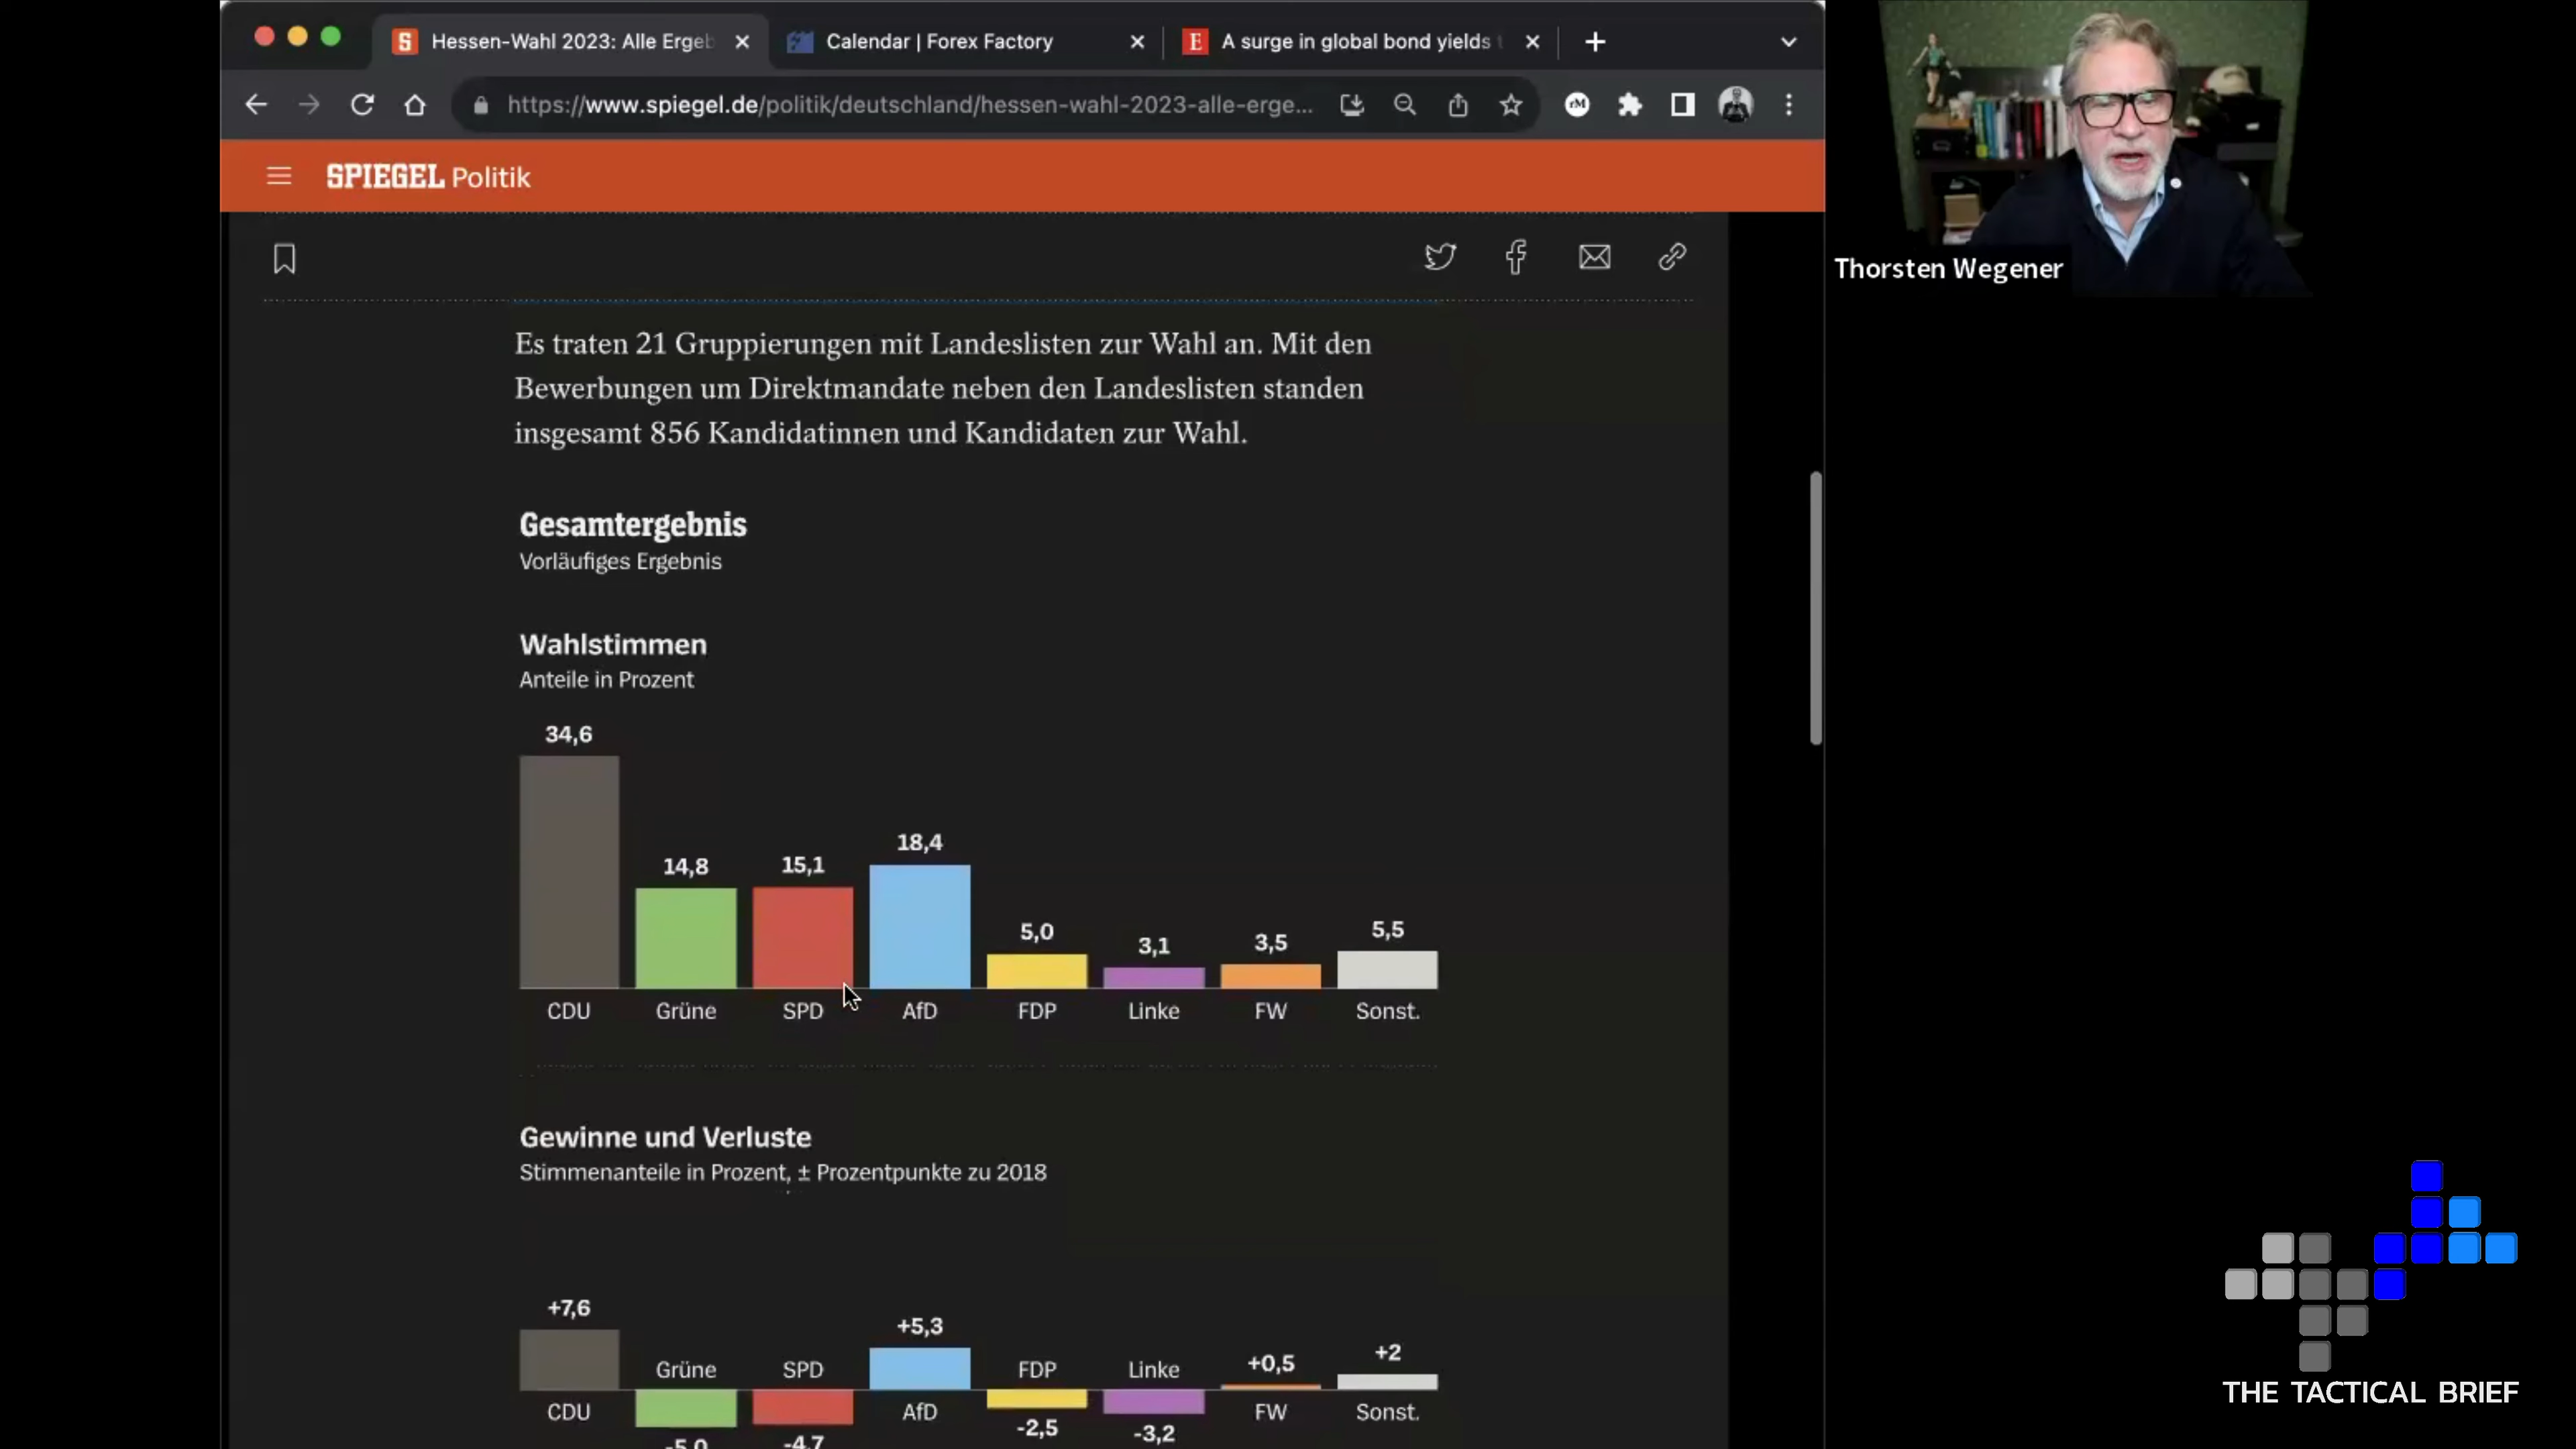 Hessen-Wahl 2023: Alle Ergeb
Calendar | Forex Factory
A surge in global bond yields t
https://www.spiegel.de/politik/deutschland/hessen-wahl-2023-alle-erge...
rM
SPIEGEL Politik
Thorsten Wegener
Es traten 21 Gruppierungen mit Landeslisten zur Wahl an. Mit den
Bewerbungen um Direktmandate neben den Landeslisten standen
insgesamt 856 Kandidatinnen und Kandidaten zur Wahl.
Gesamtergebnis
Vorläufiges Ergebnis
Wahlstimmen
Anteile in Prozent
34,6
14,8
15,1
18,4
5,0
3,1
3,5
5,5
CDU
Grüne
SPD
AfD
FDP
Linke
FW
Sonst.
Gewinne und Verluste
Stimmenanteile in Prozent, ± Prozentpunkte zu 2018
+7,6
Grüne
SPD
+5,3
FDP
Linke
+0,5
+2
CDU
-5,0
-4,7
AfD
-2,5
-3,2
FW
Sonst.
THE TACTICAL BRIEF